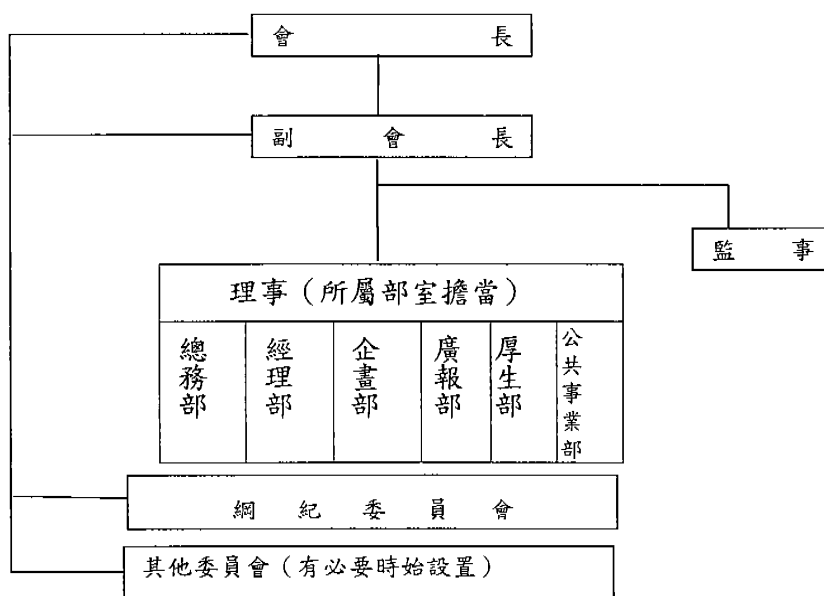 會長
副會長
監事
理事（所屬部室擔當）
總務部
經理部
企畫部
廣報部
厚生部
公共事業部
綱紀委員會
其他委員會（有必要時始設置）